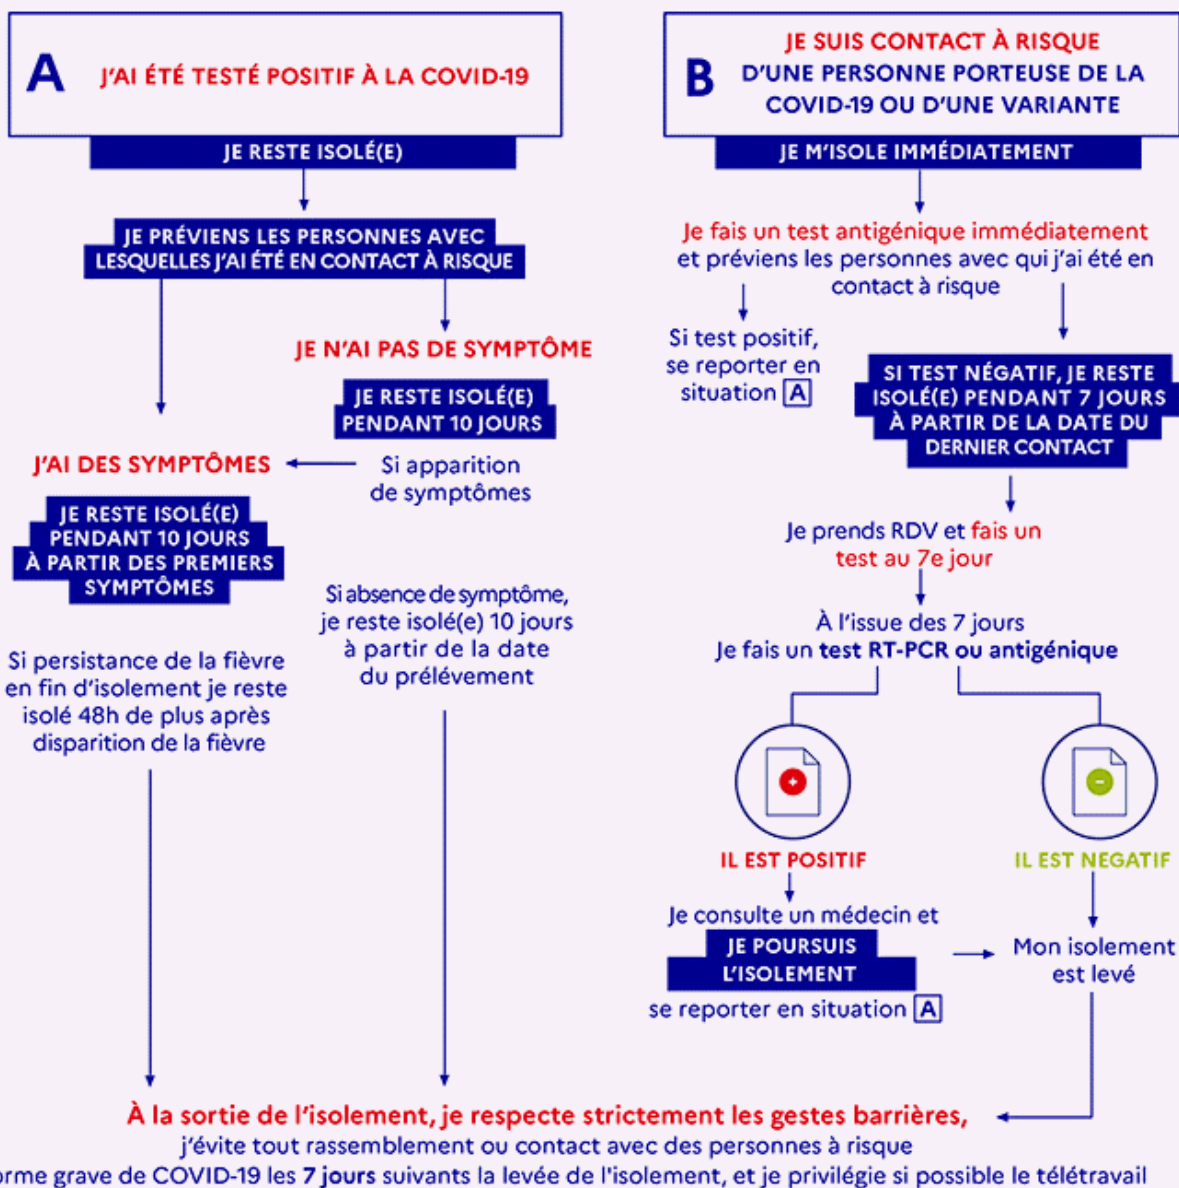 A
J'AI ÉTÉ TESTÉ POSITIF À LA COVID-19
JE RESTE ISOLÉ(E)
JE PRÉVIENS LES PERSONNES AVEC
LESQUELLES J'AI ÉTÉ EN CONTACT À RISQUE
JE N'AI PAS DE SYMPTÔME
JE RESTE ISOLÉ(E)
PENDANT 10 JOURS
Si apparition
de symptômes
J'AI DES SYMPTÔMES
JE RESTE ISOLÉ(E)
PENDANT 10 JOURS
À PARTIR DES PREMIERS
SYMPTÔMES
Si absence de symptôme,
je reste isolé(e) 10 jours
à partir de la date
du prélévement
Si persistance de la fièvre
en fin d'isolement je reste
isolé 48h de plus après
disparition de la fièvre
B
JE SUIS CONTACT À RISQUE
D'UNE PERSONNE PORTEUSE DE LA
COVID-19 OU D'UNE VARIANTE
JE M'ISOLE IMMÉDIATEMENT
Je fais un test antigénique immédiatement
et préviens les personnes avec qui j'ai été en
contact à risque
Si test positif,
se reporter en
situation A
SI TEST NÉGATIF, JE RESTE
ISOLÉ(E) PENDANT 7 JOURS
À PARTIR DE LA DATE DU
DERNIER CONTACT
Je prends RDV et fais un
test au 7e jour
À l'issue des 7 jours
Je fais un test RT-PCR ou antigénique
+
IL EST POSITIF
Je consulte un médecin et
JE POURSUIS
L'ISOLEMENT
se reporter en situation A
-
IL EST NEGATIF
Mon isolement
est levé
À la sortie de l'isolement, je respecte strictement les gestes barrières,
j'évite tout rassemblement ou contact avec des personnes à risque
orme grave de COVID-19 les 7 jours suivants la levée de l'isolement, et je privilégie si possible le télétravail